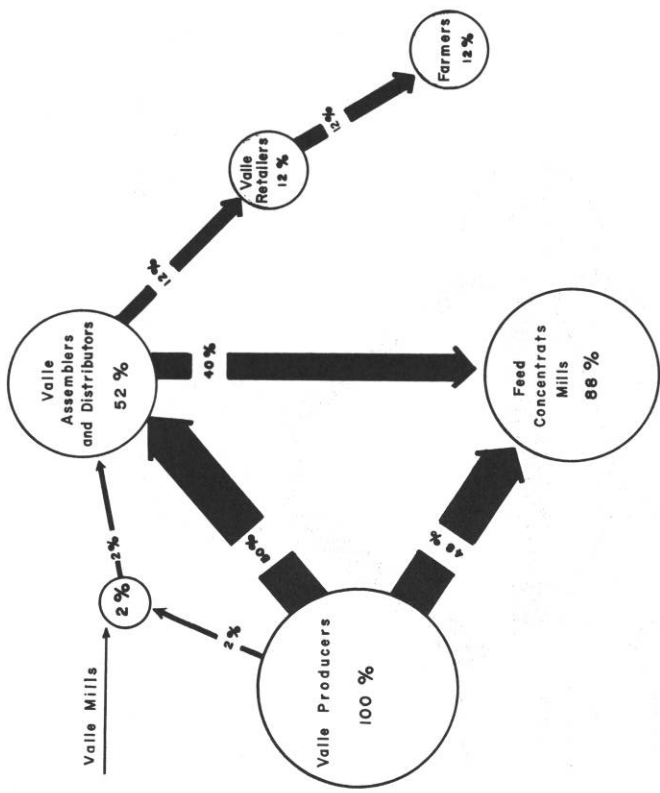 Valle Mills
2%
2%
2%
Valle Producers
100 %
50%
48%
Valle
Assemblers
and Distributors
52 %
40%
Feed
Concentrats
Mills
88 %
12%
Valle
Retailers
12 %
12%
Farmers
12%